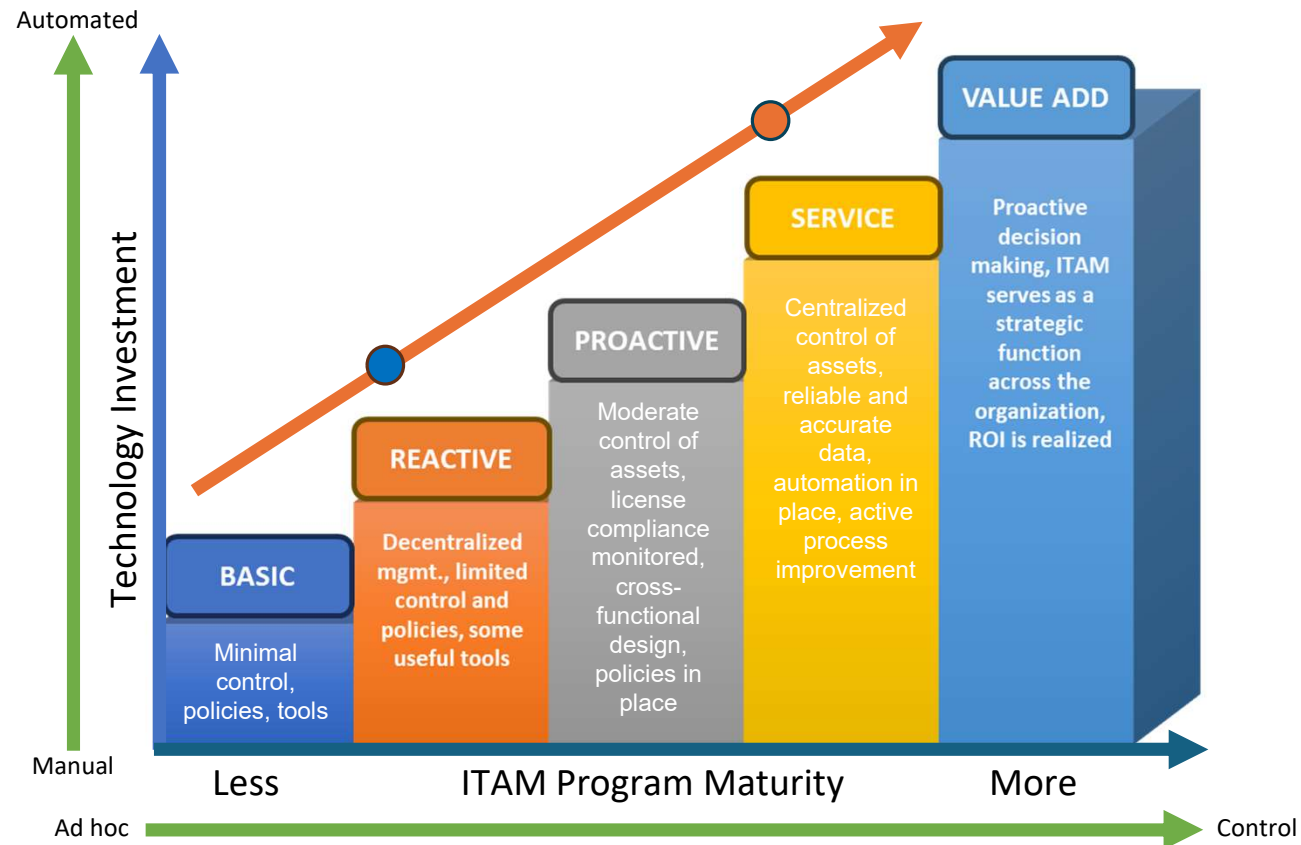 Automated
Technology Investment
Manual
BASIC
Minimal
control,
policies, tools
REACTIVE
Decentralized
mgmt., limited
control and
policies, some
useful tools
PROACTIVE
Moderate
control of
assets,
license
compliance
monitored,
cross-
functional
design,
policies in
place
SERVICE
Centralized
control of
assets,
reliable and
accurate
data,
automation in
place, active
process
improvement
VALUE ADD
Proactive
decision
making, ITAM
serves as a
strategic
function
across the
organization,
ROI is realized
Less
ITAM Program Maturity
More
Ad hoc
Control